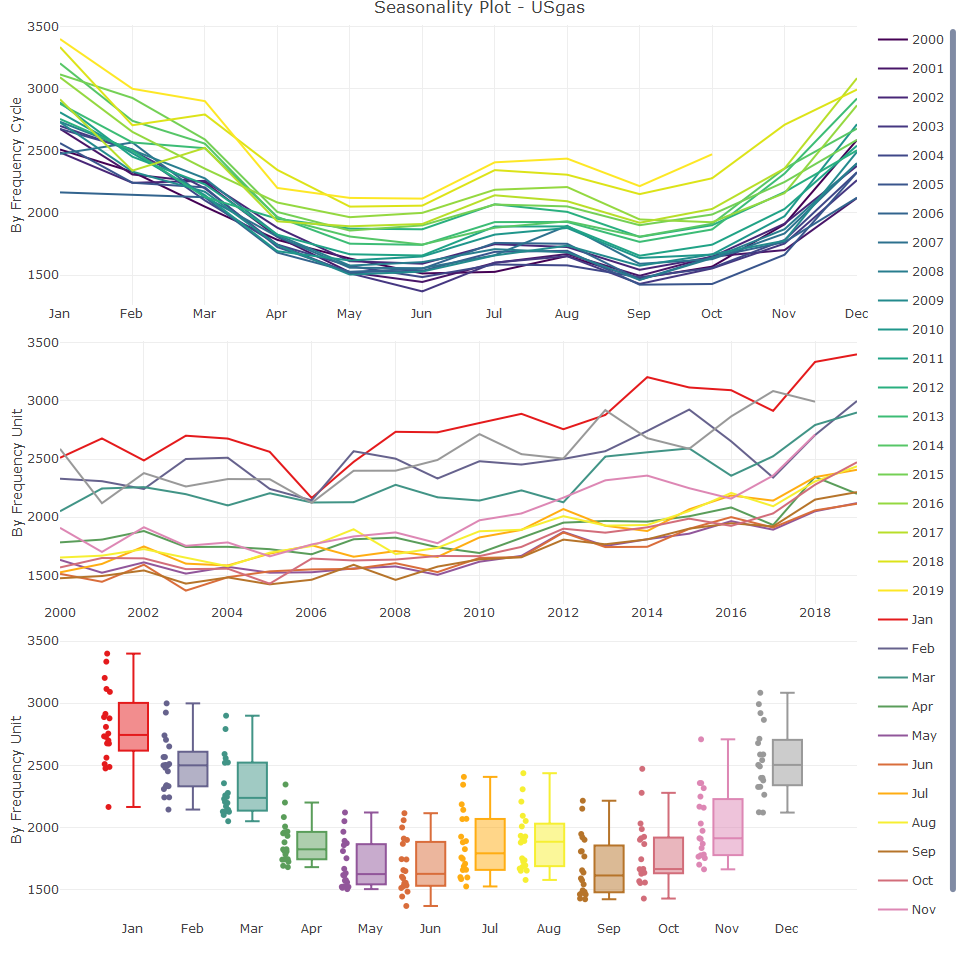 Seasonality Plot - USgas
By Frequency Cycle
3500
3000
2500
2000
1500
Jan Feb Mar Apr May Jun Jul Aug Sep Oct Nov Dec
By Frequency Unit
3500
3000
2500
2000
1500
2000 2002 2004 2006 2008 2010 2012 2014 2016 2018
By Frequency Unit
3500
3000
2500
2000
1500
Jan Feb Mar Apr May Jun Jul Aug Sep Oct Nov Dec
2000
2001
2002
2003
2004
2005
2006
2007
2008
2009
2010
2011
2012
2013
2014
2015
2016
2017
2018
2019
Jan
Feb
Mar
Apr
May
Jun
Jul
Aug
Sep
Oct
Nov